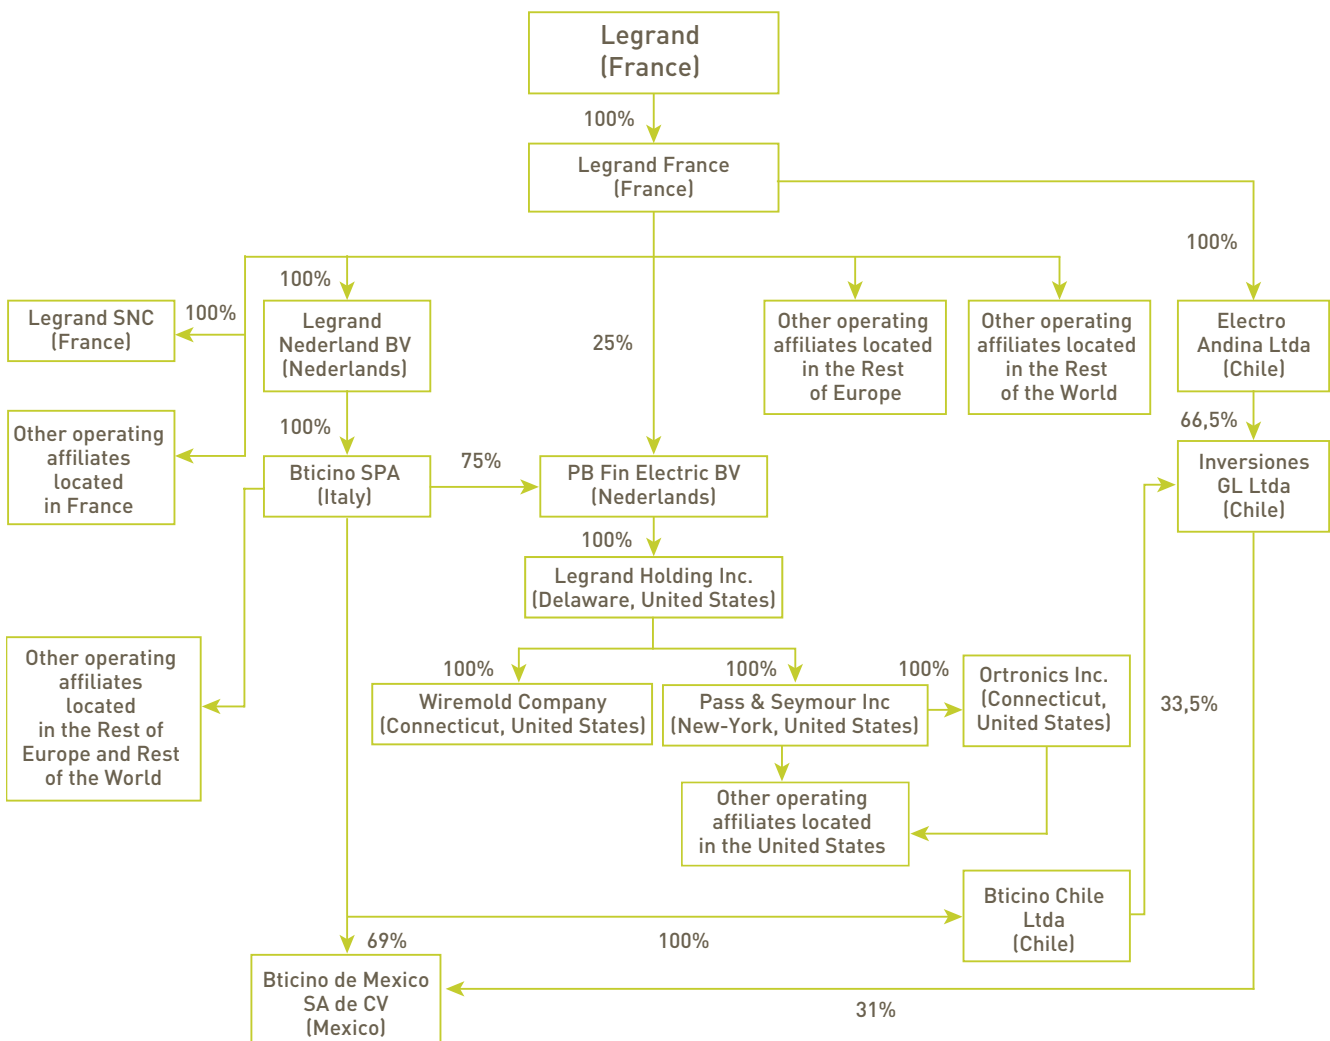 Legrand
(France)
100%
Legrand France
(France)
100%
100%
Legrand SNC
(France)
100%
Legrand
Nederland BV
(Nederlands)
25%
Other operating
affiliates located
in the Rest
of Europe
Other operating
affiliates located
in the Rest
of the World
Electro
Andina Ltda
(Chile)
Other operating
affiliates
located
in France
100%
66,5%
Bticino SPA
(Italy)
75%
PB Fin Electric BV
(Nederlands)
Inversiones
GL Ltda
(Chile)
100%
Legrand Holding Inc.
(Delaware, United States)
Other operating
affiliates
located
in the Rest of
Europe and Rest
of the World
100%
Wiremold Company
(Connecticut, United States)
100%
Pass & Seymour Inc
(New-York, United States)
100%
Ortronics Inc.
(Connecticut,
United States)
33,5%
Other operating
affiliates located
in the United States
Bticino Chile
Ltda
(Chile)
69%
100%
Bticino de Mexico
SA de CV
(Mexico)
31%